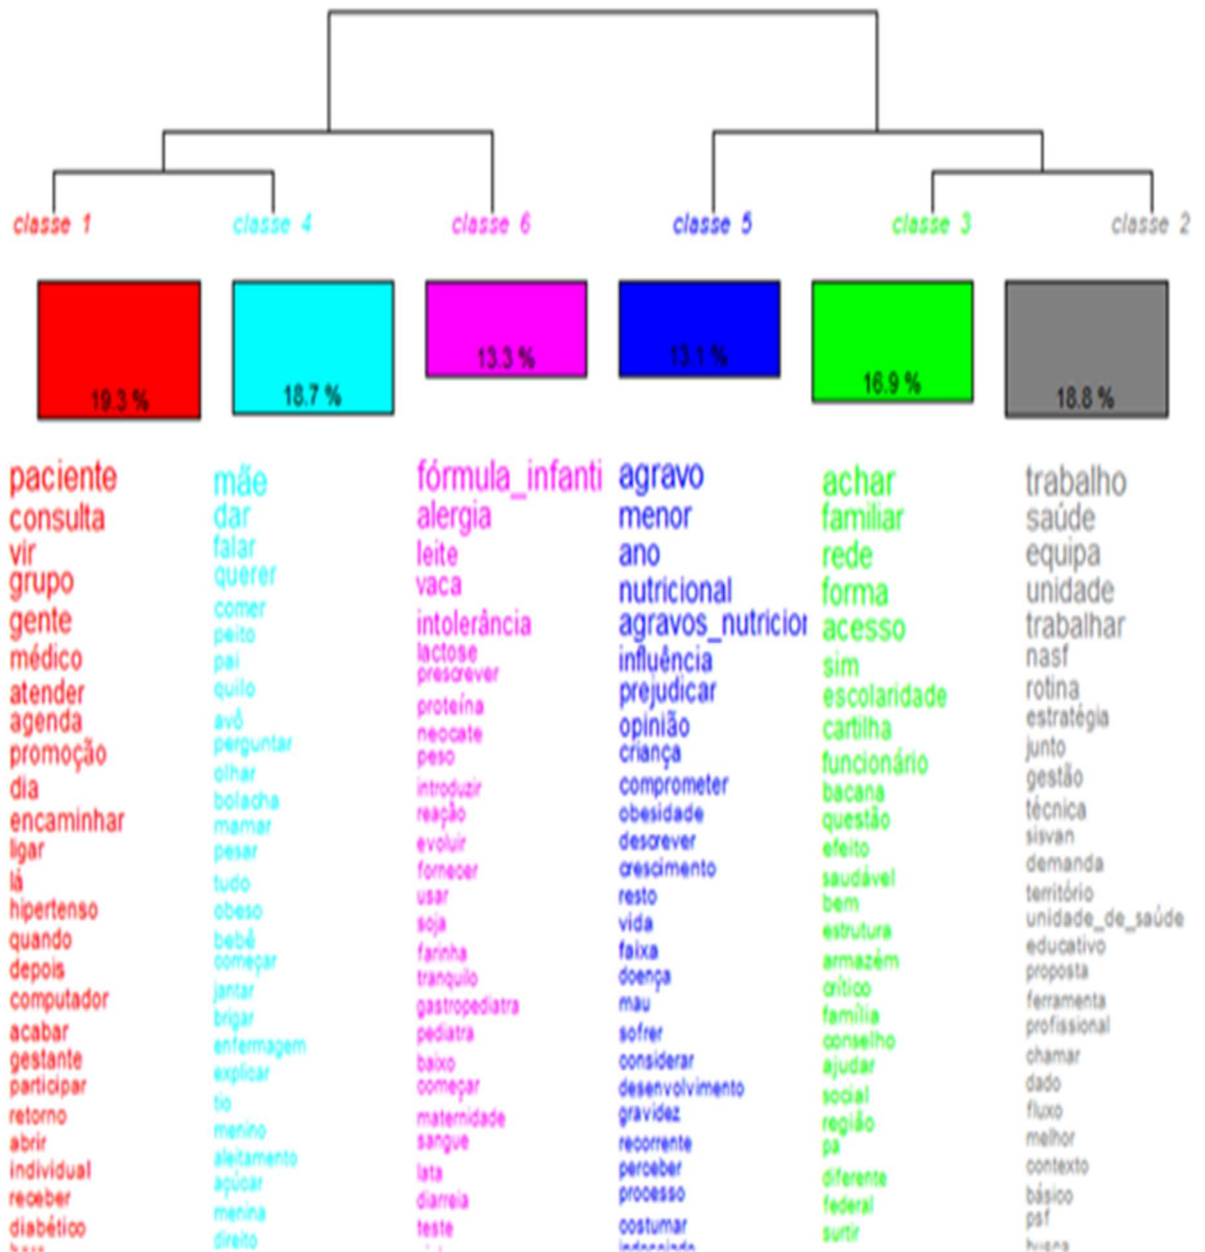 classe 1
classe 4
classe 6
classe 5
classe 3
classe 2
19.3 %
18.7 %
13.3 %
13.1 %
16.9 %
18.8 %
paciente
consulta
vir
grupo
gente
médico
atender
agenda
promoção
dia
encaminhar
ligar
lá
hipertenso
quando
depois
computador
acabar
gestante
participar
retorno
abrir
individual
receber
diabético
mãe
dar
falar
querer
comer
peito
pai
quilo
avô
perguntar
olhar
bolacha
mamar
pesar
tudo
obeso
bebê
começar
jantar
brigar
enfermagem
explicar
tio
menino
aleitamento
açúcar
menina
direito
fórmula_infanti
alergia
leite
vaca
intolerância
lactose
prescrever
proteína
neocate
peso
introduzir
reação
evoluir
fornecer
usar
soja
farinha
tranquilo
gastropediatra
pediatra
baixo
começar
maternidade
sangue
lata
diarreia
teste
agravo
menor
ano
nutricional
agravos_nutricior
influência
prejudicar
opinião
criança
comprometer
obesidade
descrever
crescimento
resto
vida
faixa
doença
mau
sofrer
considerar
desenvolvimento
gravidez
recorrente
perceber
processo
costumar
achar
familiar
rede
forma
acesso
sim
escolaridade
cartilha
funcionário
bacana
questão
efeito
saudável
bem
estrutura
armazém
crítico
família
conselho
ajudar
social
região
pa
diferente
federal
surtir
trabalho
saúde
equipa
unidade
trabalhar
nasf
rotina
estratégia
junto
gestão
técnica
sisvan
demanda
território
unidade_de_saúde
educativo
proposta
ferramenta
profissional
chamar
dado
fluxo
melhor
contexto
básico
psf
busca